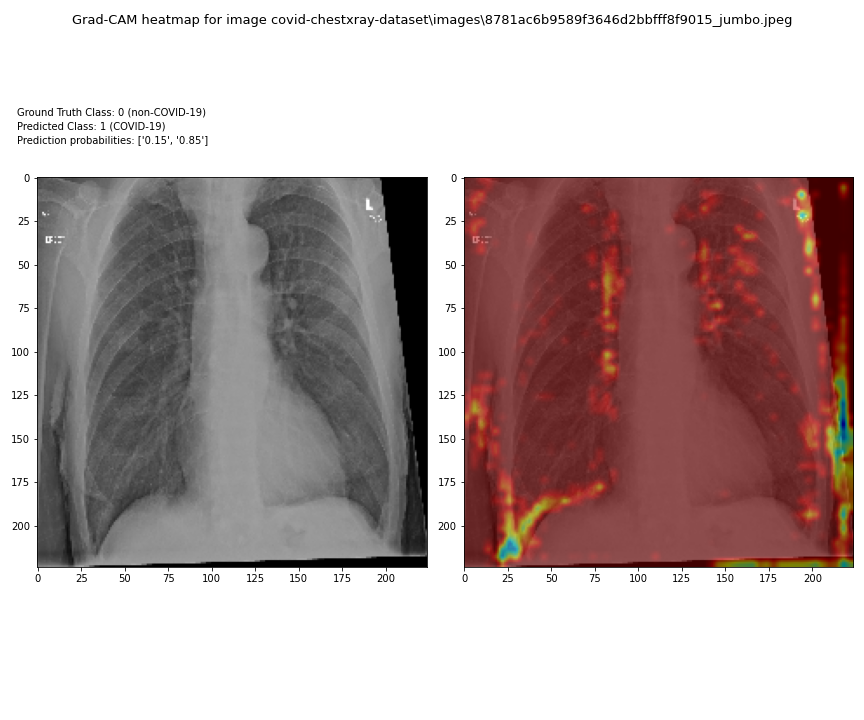 Grad-CAM heatmap for image covid-chestxray-dataset\images\8781ac6b9589f3646d2bbfff8f9015_jumbo.jpeg
Ground Truth Class: 0 (non-COVID-19)
Predicted Class: 1 (COVID-19)
Prediction probabilities: ['0.15', '0.85']
0
25
50
75
100
125
150
175
200
0 25 50 75 100 125 150 175 200
L
0
25
50
75
100
125
150
175
200
0 25 50 75 100 125 150 175 200
L